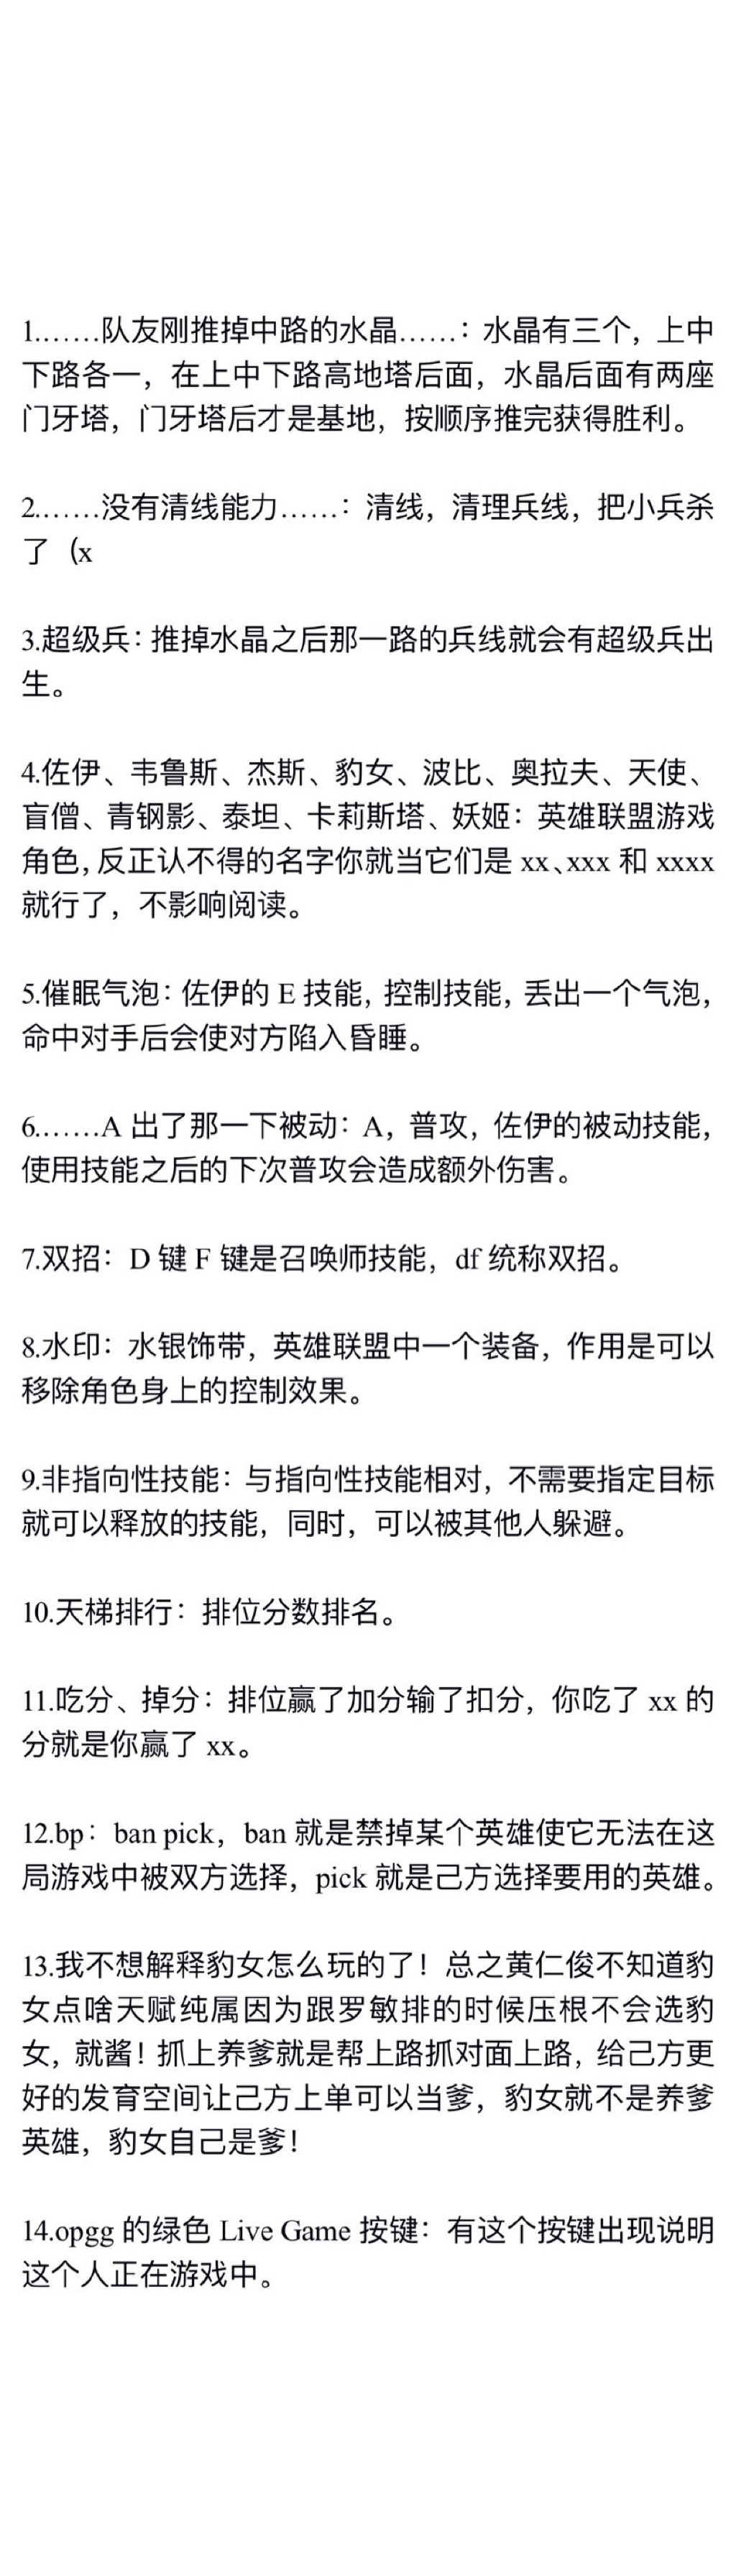 1.……队友刚推掉中路的水晶……：水晶有三个，上中
下路各一，在上中下路高地塔后面，水晶后面有两座
门牙塔，门牙塔后才是基地，按顺序推完获得胜利。
2.……没有清线能力……：清线，清理兵线，把小兵杀
了（x
3.超级兵：推掉水晶之后那一路的兵线就会有超级兵出
生。
4.佐伊、韦鲁斯、杰斯、豹女、波比、奥拉夫、天使、
盲僧、青钢影、泰坦、卡莉斯塔、妖姬：英雄联盟游戏
角色，反正认不得的名字你就当它们是 xx、xxx 和 xxxx
就行了，不影响阅读。
5.催眠气泡：佐伊的 E 技能，控制技能，丢出一个气泡，
命中对手后会使对方陷入昏睡。
6.……A 出了那一下被动：A，普攻，佐伊的被动技能，
使用技能之后的下次普攻会造成额外伤害。
7.双招：D 键 F 键是召唤师技能，df 统称双招。
8.水印：水银饰带，英雄联盟中一个装备，作用是可以
移除角色身上的控制效果。
9.非指向性技能：与指向性技能相对，不需要指定目标
就可以释放的技能，同时，可以被其他人躲避。
10.天梯排行：排位分数排名。
11.吃分、掉分：排位赢了加分输了扣分，你吃了 xx 的
分就是你赢了 xx。
12.bp：ban pick，ban 就是禁掉某个英雄使它无法在这
局游戏中被双方选择，pick 就是己方选择要用的英雄。
13.我不想解释豹女怎么玩的了！总之黄仁俊不知道豹
女点啥天赋纯属因为跟罗敏排的时候压根不会选豹
女，就酱！抓上养爹就是帮上路抓对面上路，给己方更
好的发育空间让己方上单可以当爹，豹女就不是养爹
英雄，豹女自己是爹！
14.opgg 的绿色 Live Game 按键：有这个按键出现说明
这个人正在游戏中。